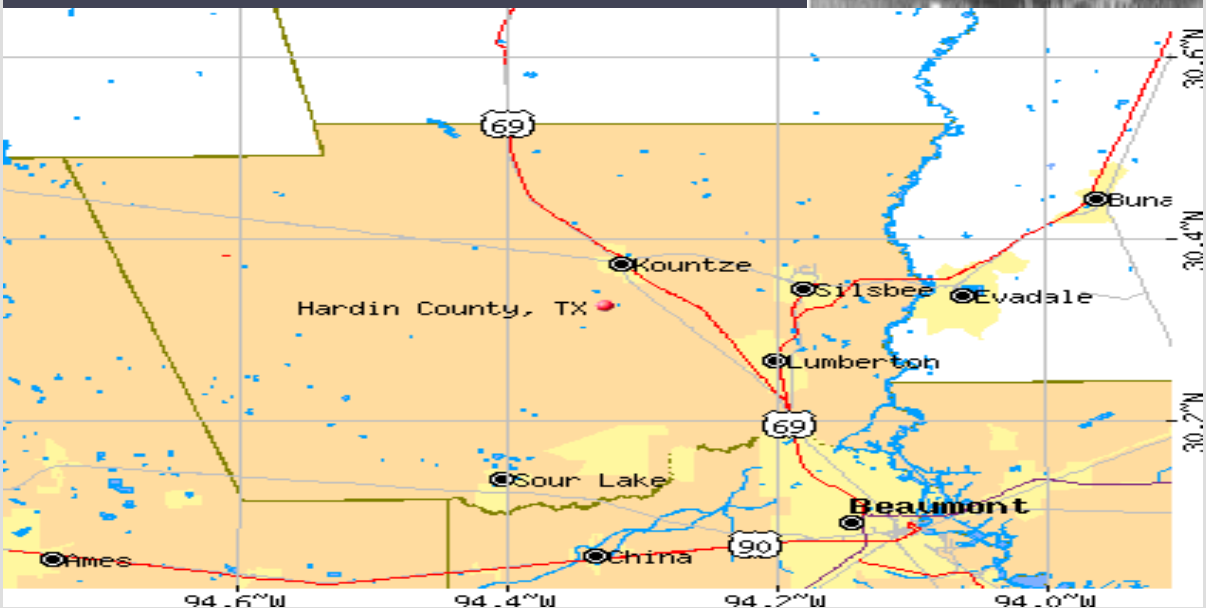 30.6~N
69
Buna
30.4~N
Kountze
Silsbee
Evadale
Hardin County, TX
Lumberton
30.2~N
69
Sour Lake
Beaumont
90
China
Ames
94.6~W
94.4~W
94.2~W
94.0~W